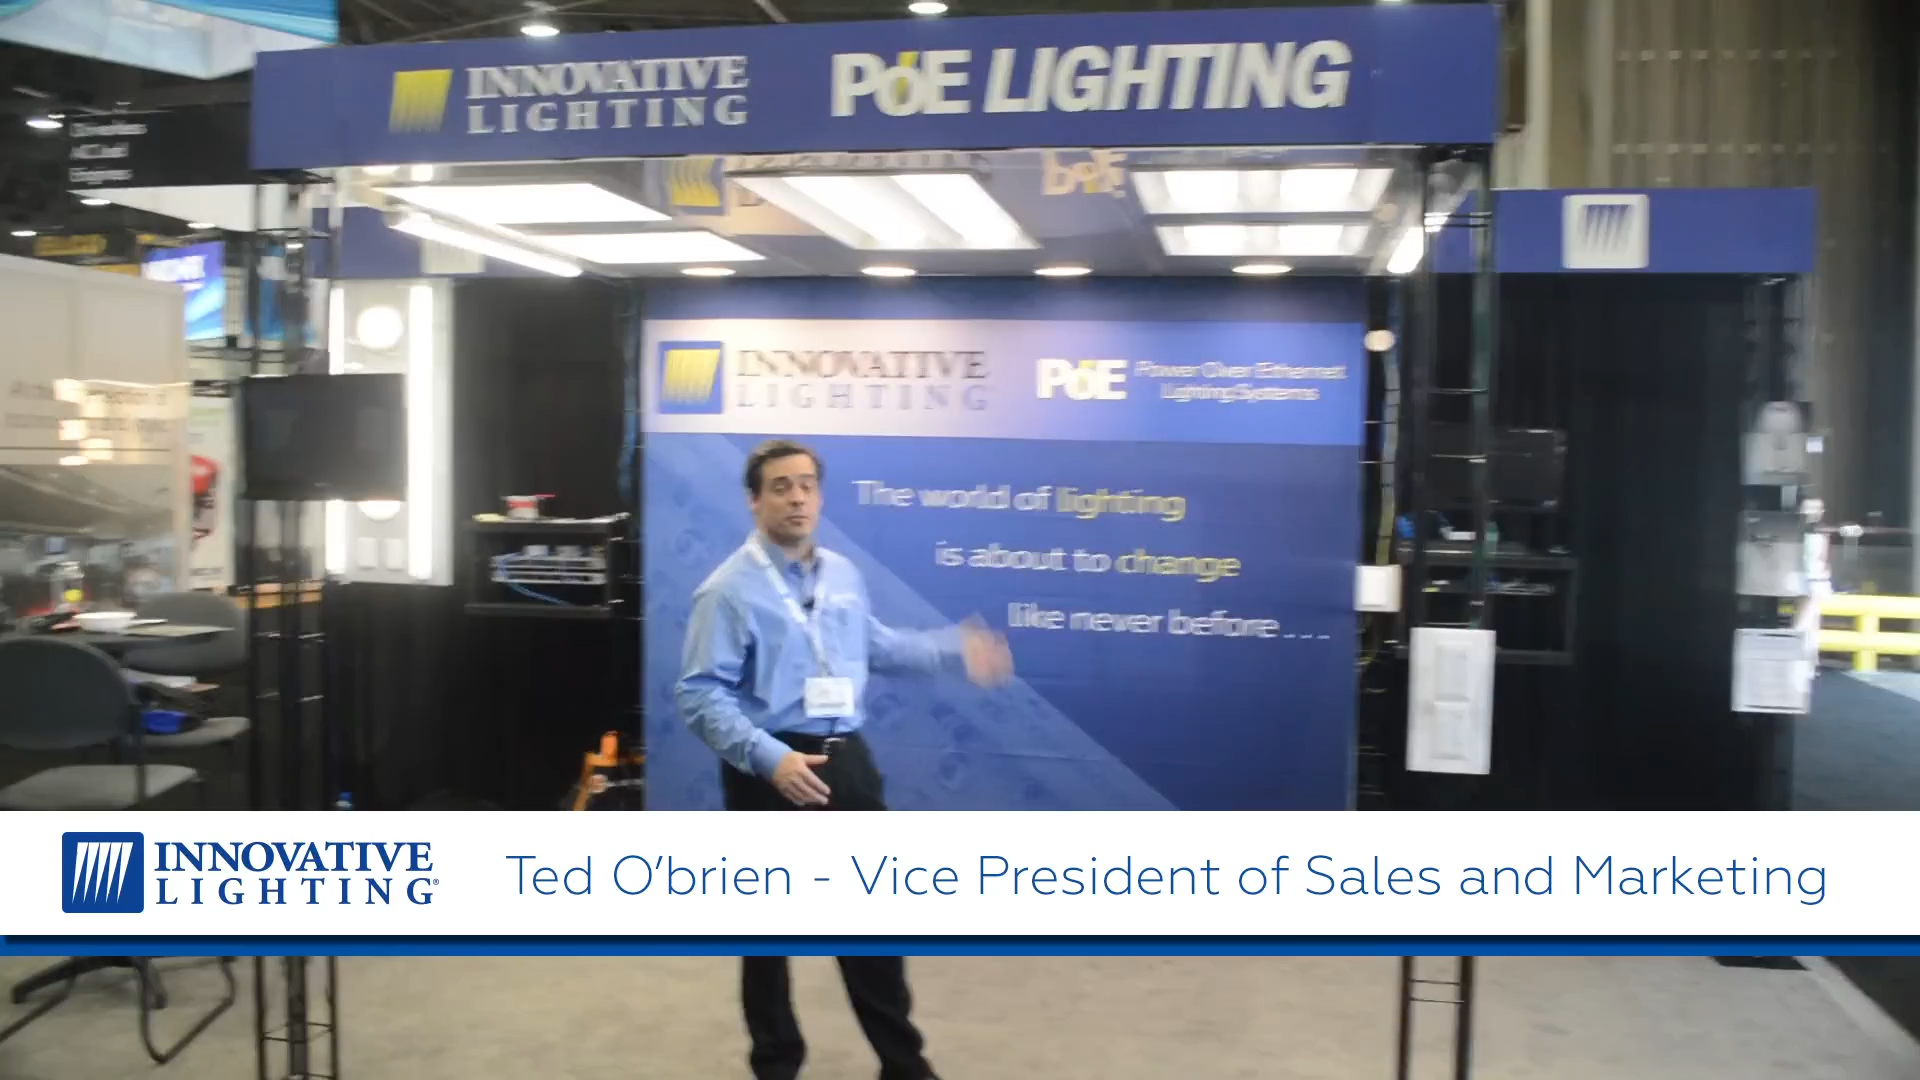 INNOVATIVE
LIGHTING
PoE LIGHTING
INNOVATIVE
LIGHTING
PoE
Power Over Ethernet
Lighting Systems
The world of lighting
is about to change
like never before . . .
INNOVATIVE
LIGHTING®
Ted O'brien - Vice President of Sales and Marketing